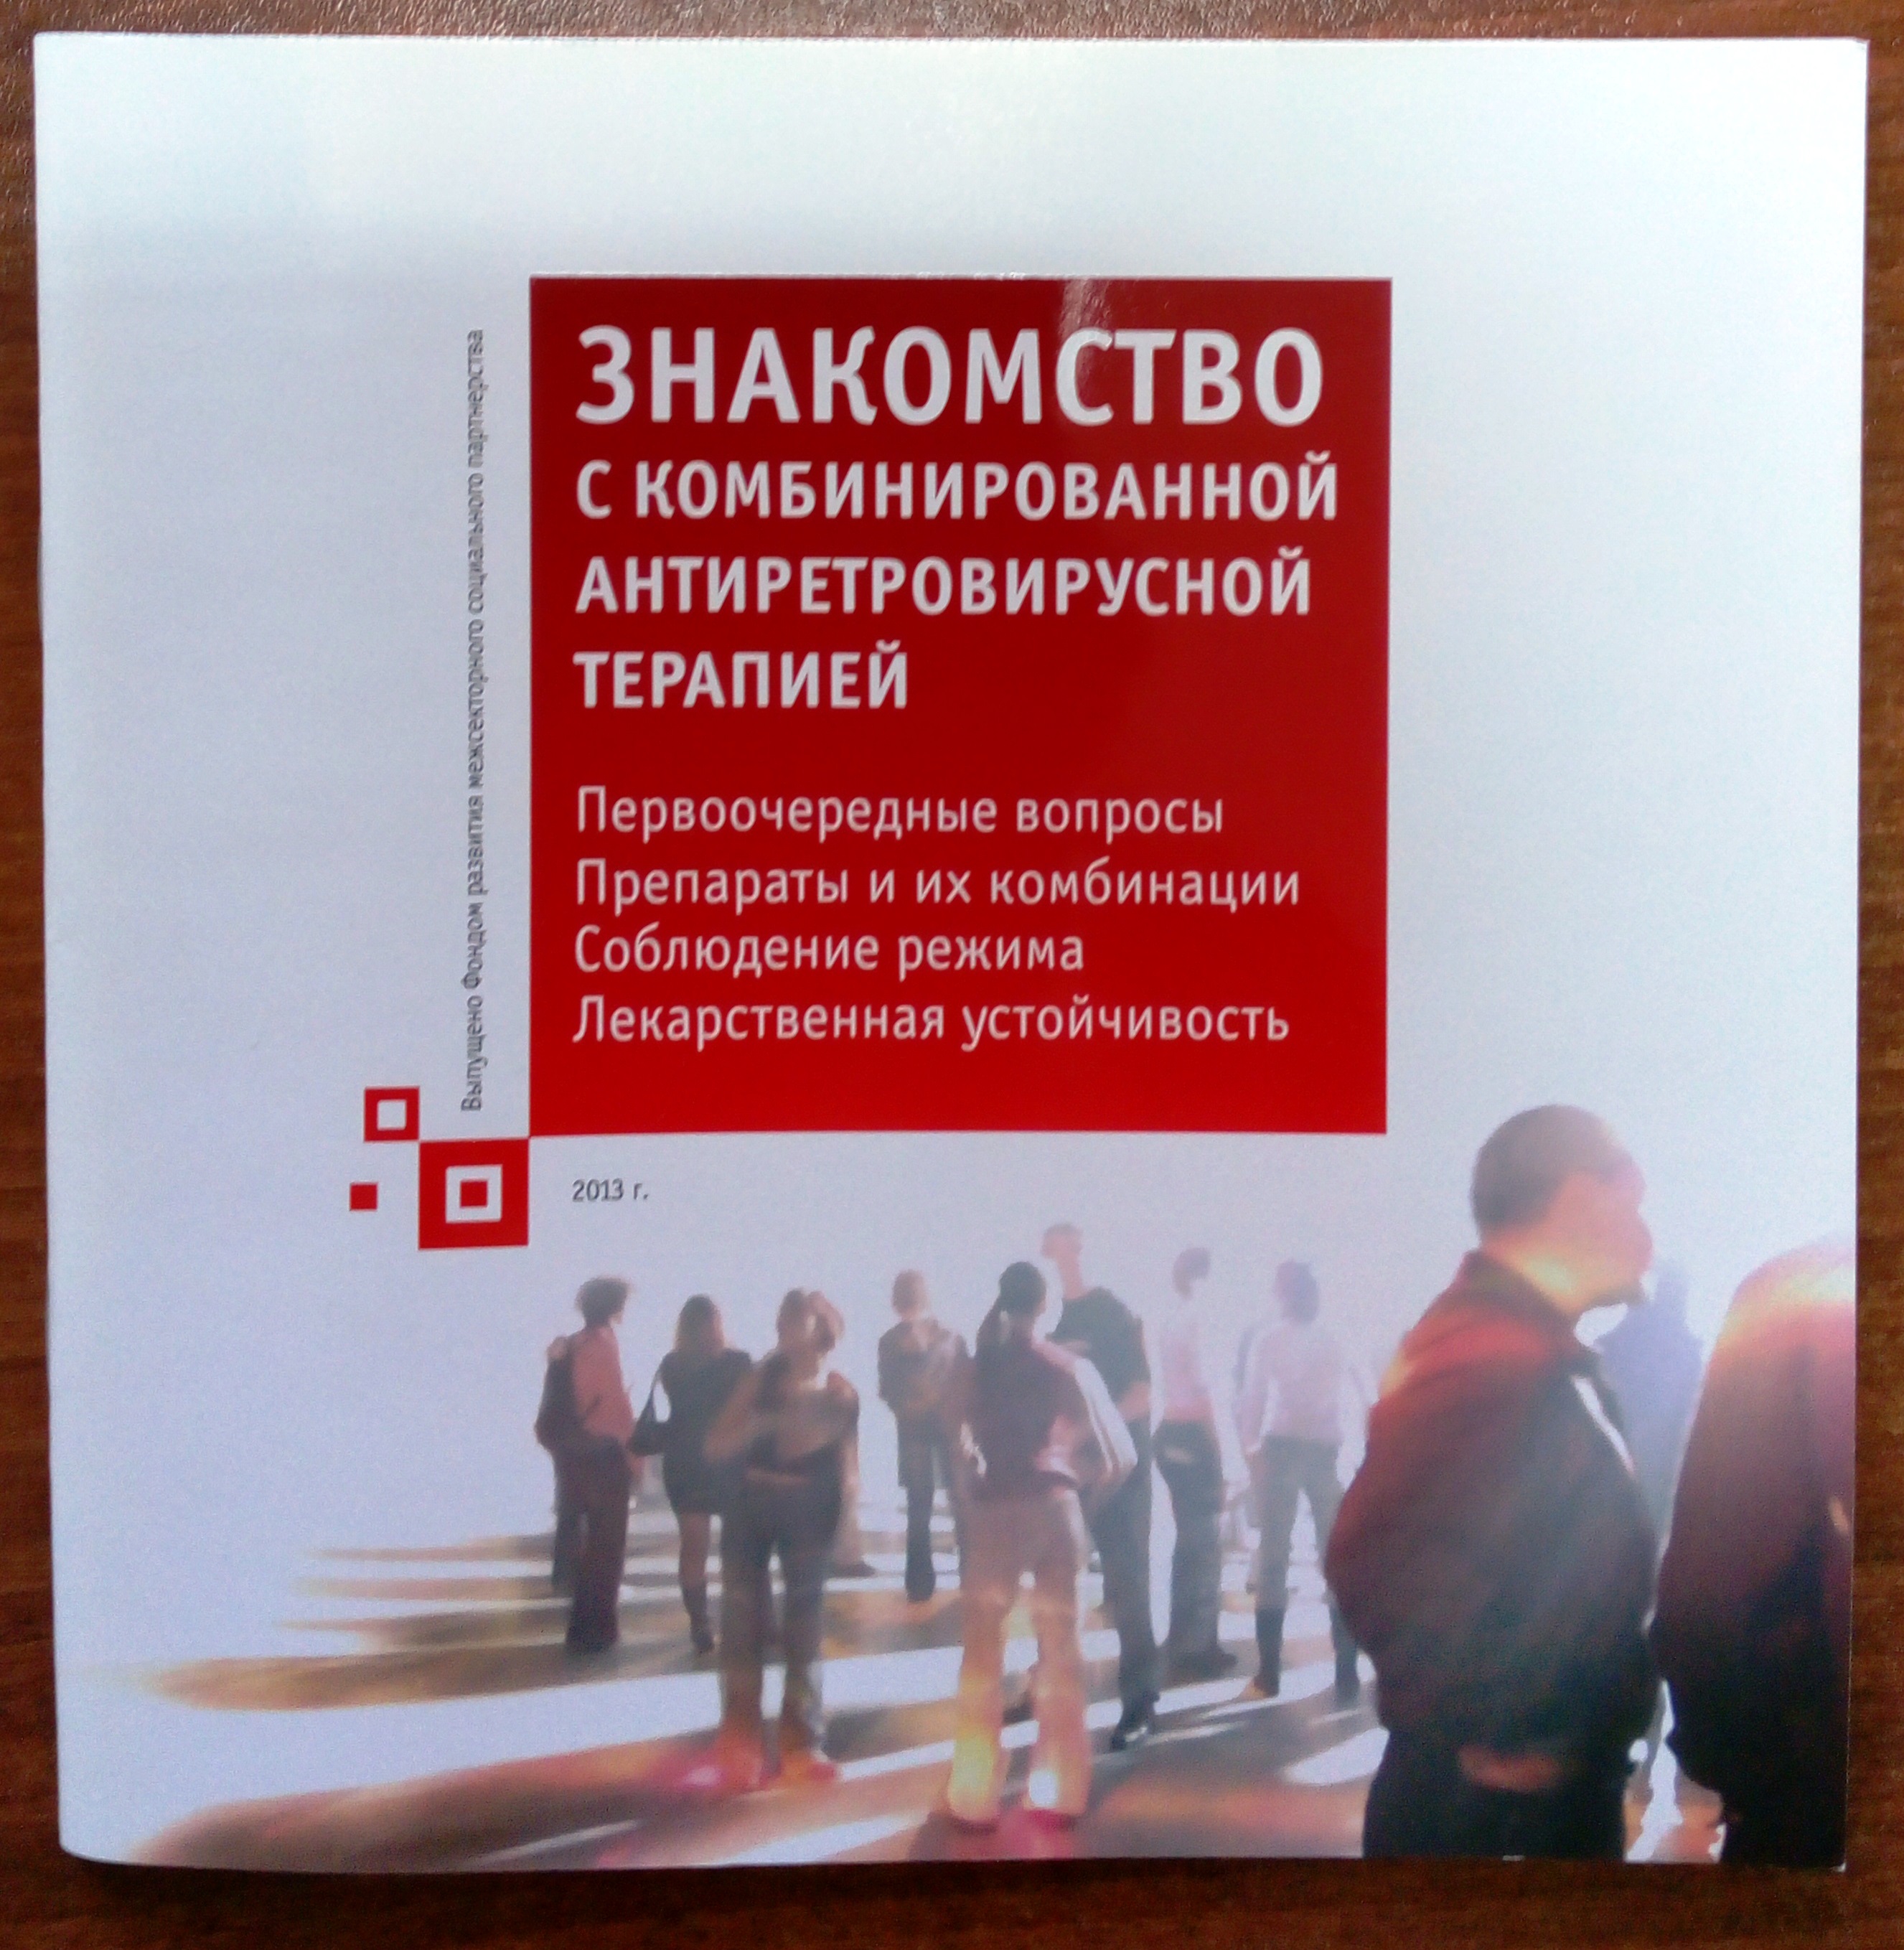 Выпущено Фондом развития межсекторного социального партнерства
ЗНАКОМСТВО
С КОМБИНИРОВАННОЙ
АНТИРЕТРОВИРУСНОЙ
ТЕРАПИЕЙ
Первоочередные вопросы
Препараты и их комбинации
Соблюдение режима
Лекарственная устойчивость
2013 г.